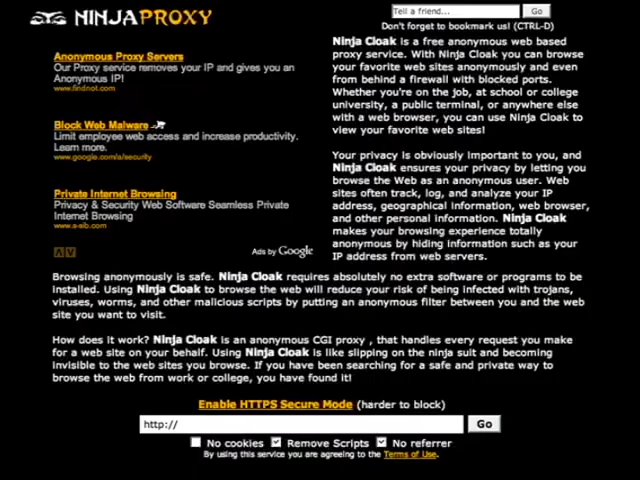 NINJAPROXY
Tell a friend... Go
Don't forget to bookmark us! (CTRL-D)
Anonymous Proxy Servers
Our Proxy service removes your IP and gives you an
Anonymous IP!
www.findnot.com
Block Web Malware
Limit employee web access and increase productivity.
Learn more.
www.google.com/a/security
Private Internet Browsing
Privacy & Security Web Software Seamless Private
Internet Browsing
www.a-sib.com
Ads by Google
Ninja Cloak is a free anonymous web based
proxy service. With Ninja Cloak you can browse
your favorite web sites anonymously and even
from behind a firewall with blocked ports.
Whether you're on the job, at school or college
university, a public terminal, or anywhere else
with a web browser, you can use Ninja Cloak to
view your favorite web sites!
Your privacy is obviously important to you, and
Ninja Cloak ensures your privacy by letting you
browse the Web as an anonymous user. Web
sites often track, log, and analyze your IP
address, geographical information, web browser,
and other personal information. Ninja Cloak
makes your browsing experience totally
anonymous by hiding information such as your
IP address from web servers.
Browsing anonymously is safe. Ninja Cloak requires absolutely no extra software or programs to be
installed. Using Ninja Cloak to browse the web will reduce your risk of being infected with trojans,
viruses, worms, and other malicious scripts by putting an anonymous filter between you and the web
site you want to visit.
How does it work? Ninja Cloak is an anonymous CGI proxy , that handles every request you make
for a web site on your behalf. Using Ninja Cloak is like slipping on the ninja suit and becoming
invisible to the web sites you browse. If you have been searching for a safe and private way to
browse the web from work or college, you have found it!
Enable HTTPS Secure Mode (harder to block)
http:// Go
No cookies Remove Scripts No referrer
By using this service you are agreeing to the Terms of Use.